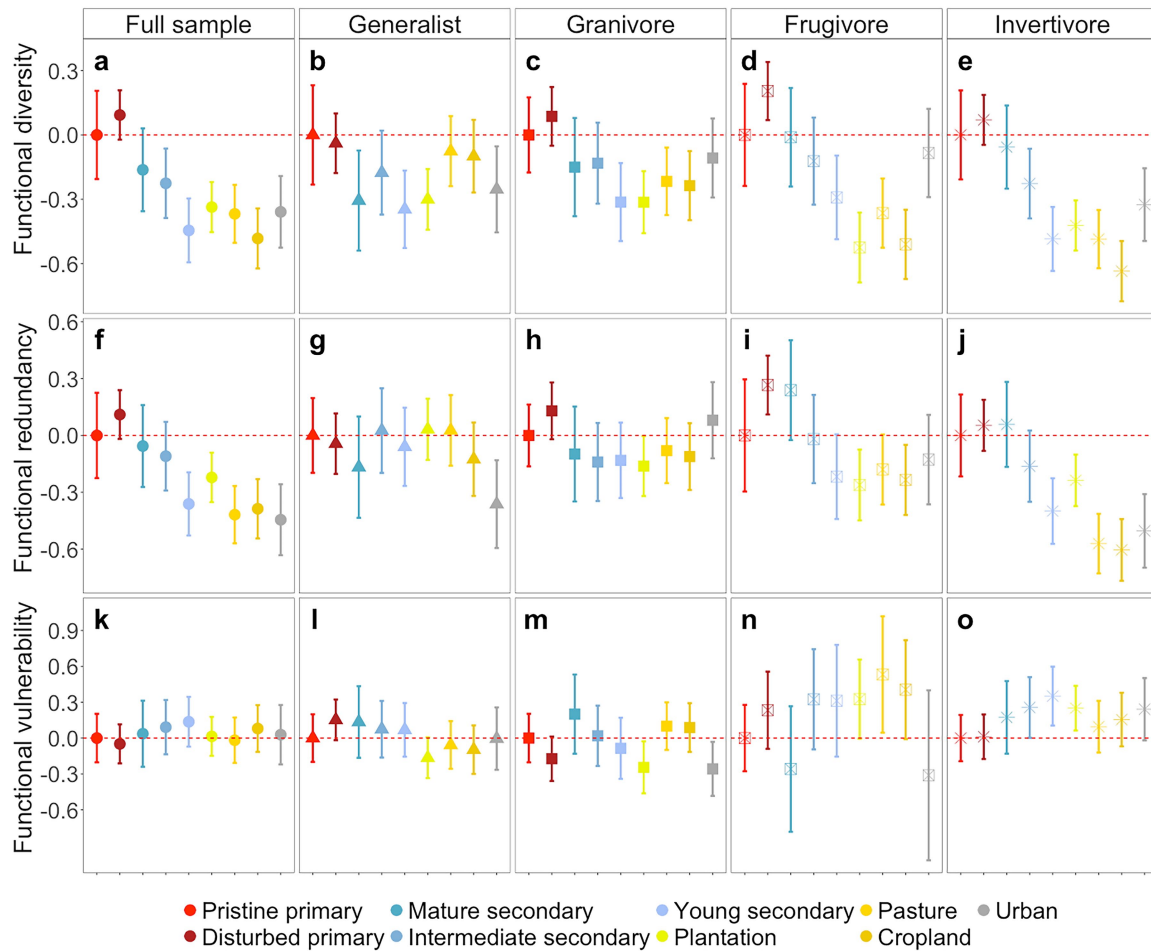 Full sample Generalist Granivore Frugivore Invertivore
Functional diversity
a b c d e
0.3
0.0
-0.3
-0.6
Functional redundancy
f g h i j
0.6
0.3
0.0
-0.3
-0.6
Functional vulnerability
k l m n o
0.9
0.6
0.3
0.0
-0.3
-0.6
Pristine primary Mature secondary Young secondary Pasture Urban
Disturbed primary Intermediate secondary Plantation Cropland